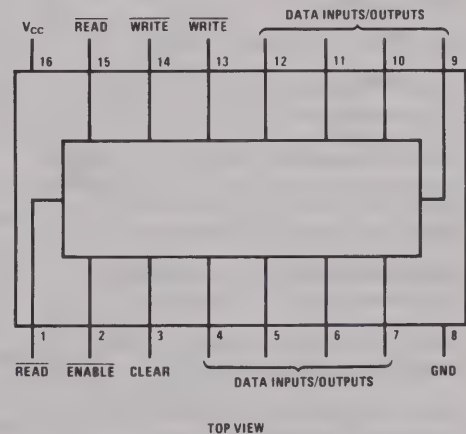 DATA INPUTS/OUTPUTS
VCC READ WRITE WRITE
16 15 14 13 12 11 10 9
1 2 3 4 5 6 7 8
READ ENABLE CLEAR DATA INPUTS/OUTPUTS GND
TOP VIEW